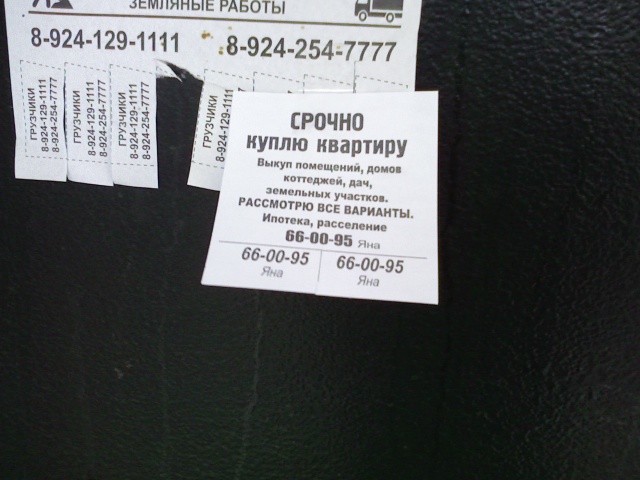 ЗЕМЛЯНЫЕ РАБОТЫ
8-924-129-1111 8-924-254-7777
ГРУЗЧИКИ
8-924-129-1111
8-924-254-7777
ГРУЗЧИКИ
8-924-129-1111
8-924-254-7777
ГРУЗЧИКИ
8-924-129-1111
8-924-254-7777
ГРУЗЧИКИ
8-924-129-1111
СРОЧНО
куплю квартиру
Выкуп помещений, домов
коттеджей, дач,
земельных участков.
РАССМОТРЮ ВСЕ ВАРИАНТЫ.
Ипотека, расселение
66-00-95 Яна
66-00-95 66-00-95
Яна Яна